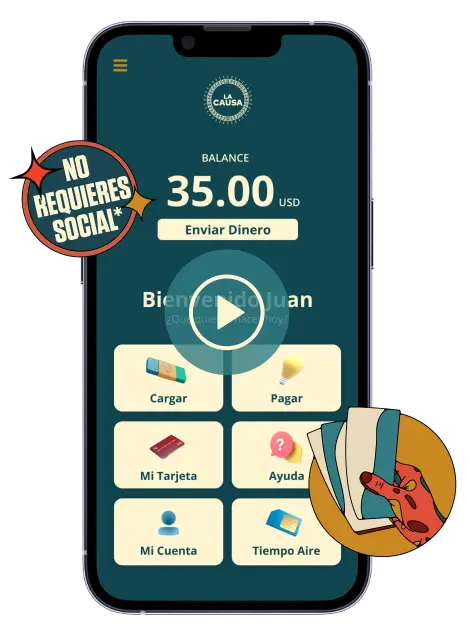 LA
CAUSA
BALANCE
35.00 USD
Enviar Dinero
NO
REQUIERES
SOCIAL*
Bienvenido Juan
¿Qué quieres hacer hoy?
Cargar
Pagar
Mi Tarjeta
Ayuda
Mi Cuenta
Tiempo Aire